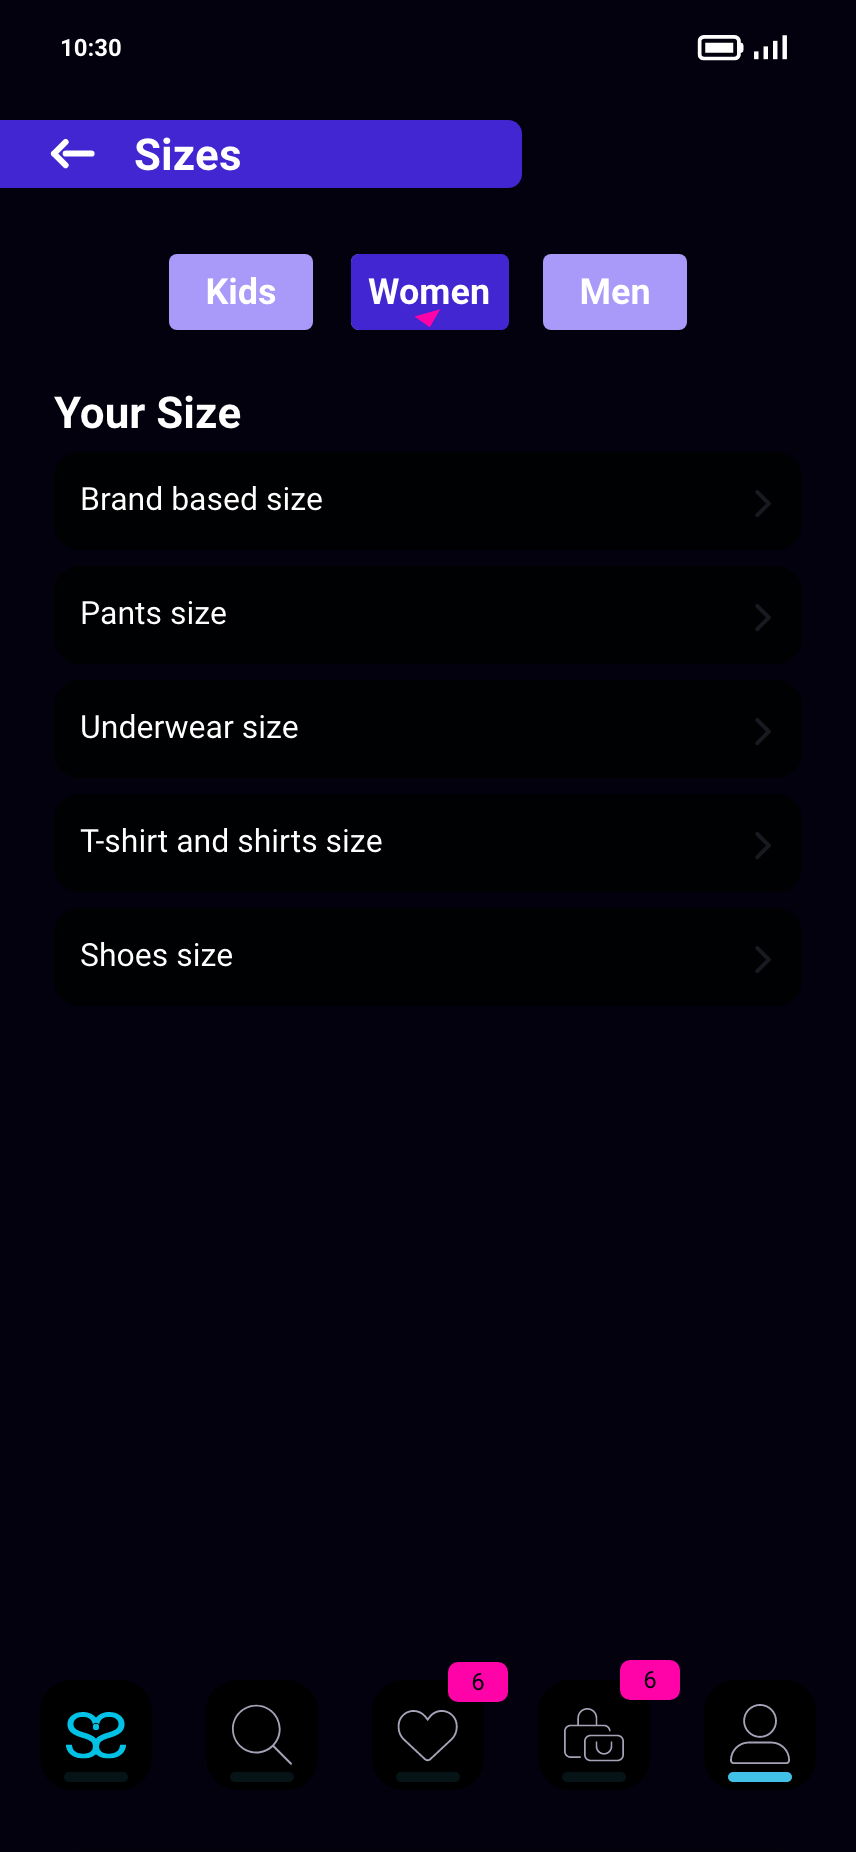 10:30
Sizes
Kids
Women
Men
Your Size
Brand based size
Pants size
Underwear size
T-shirt and shirts size
Shoes size
6
6